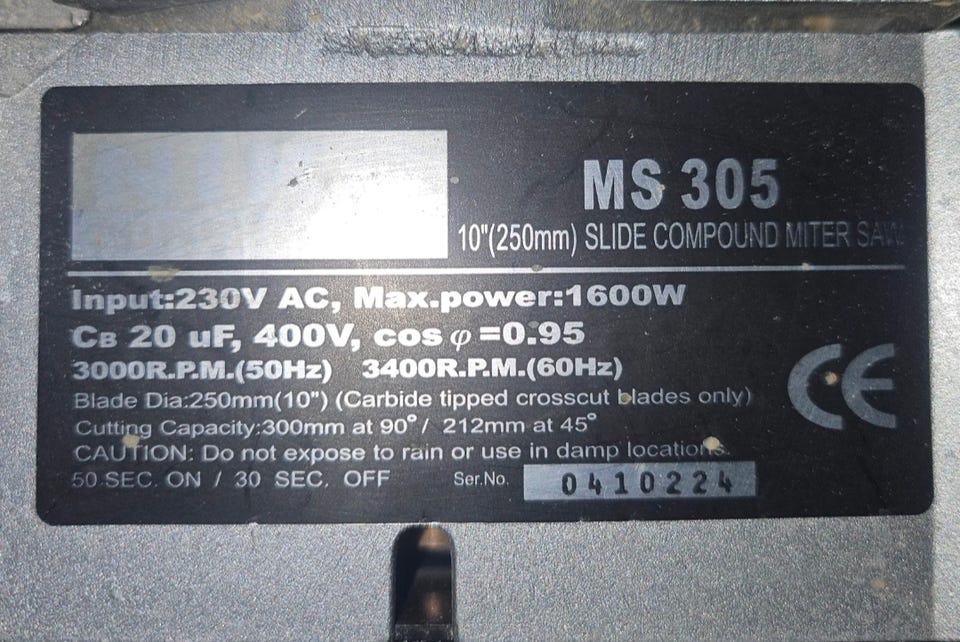 MS 305
10"(250mm) SLIDE COMPOUND MITER SAW
Input:230V AC, Max.power:1600W
CB 20 uF, 400V, cos φ =0.95
3000R.P.M.(50Hz) 3400R.P.M.(60Hz)
Blade Dia:250mm(10") (Carbide tipped crosscut blades only)
Cutting Capacity:300mm at 90°/ 212mm at 45°
CAUTION: Do not expose to rain or use in damp locations.
50 SEC. ON / 30 SEC. OFF Ser.No. 0410224
CE